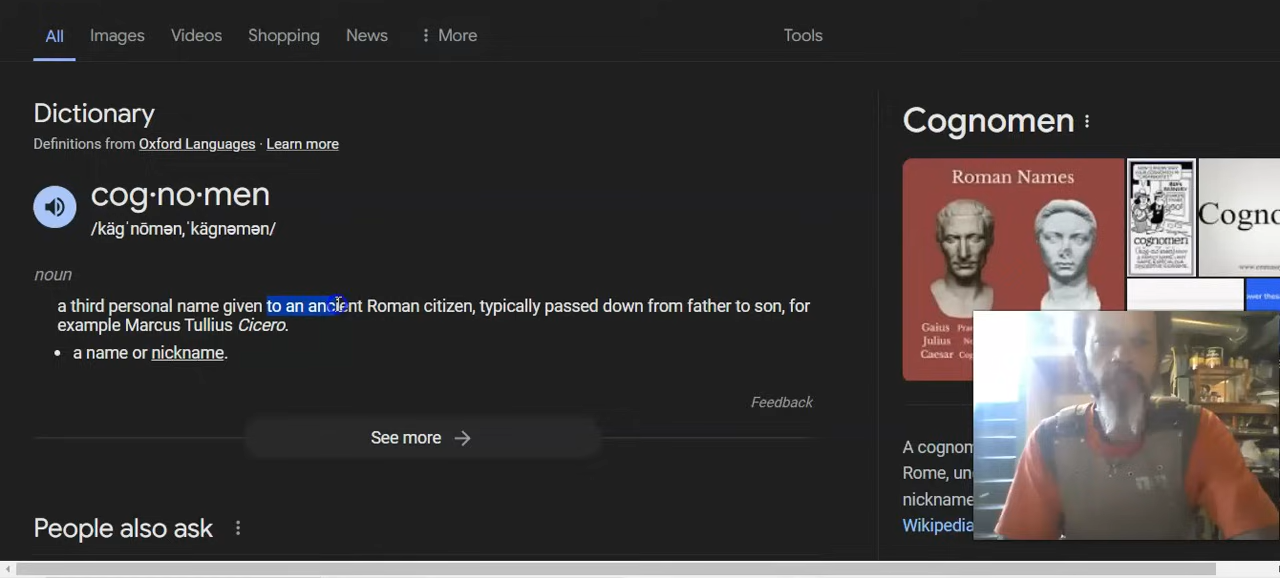 All Images Videos Shopping News More Tools
Dictionary
Definitions from Oxford Languages · Learn more
cog·no·men
/käɡˈnōmən,ˈkäɡnəmən/
noun
a third personal name given to an ancient Roman citizen, typically passed down from father to son, for
example Marcus Tullius Cicero.
• a name or nickname.
Feedback
See more
People also ask
Cognomen
Roman Names
Gaius
Julius
Caesar
cognomen
Cogno
A cognom
Rome, un
nickname
Wikipedia